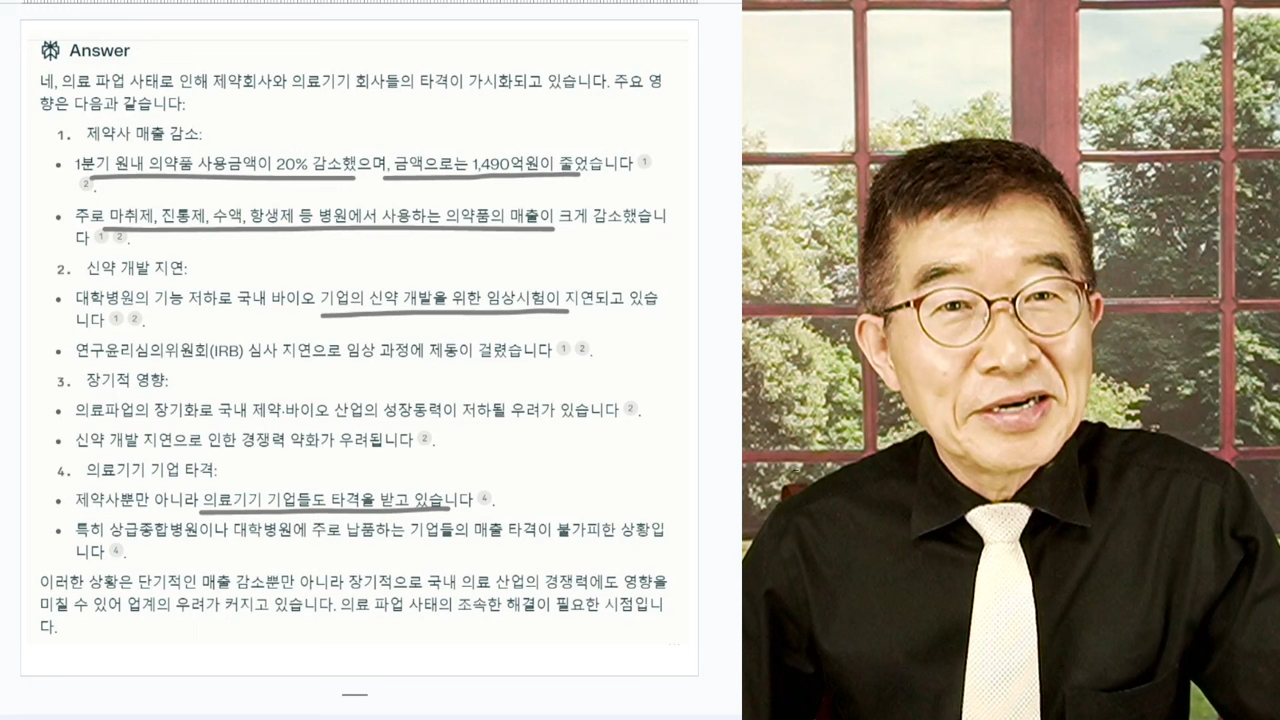 Answer
네, 의료 파업 사태로 인해 제약회사와 의료기기 회사들의 타격이 가시화되고 있습니다. 주요 영
향은 다음과 같습니다:
1. 제약사 매출 감소:
• 1분기 원내 의약품 사용금액이 20% 감소했으며, 금액으로는 1,490억원이 줄었습니다 1
2.
• 주로 마취제, 진통제, 수액, 항생제 등 병원에서 사용하는 의약품의 매출이 크게 감소했습니
다 1 2.
2. 신약 개발 지연:
• 대학병원의 기능 저하로 국내 바이오 기업의 신약 개발을 위한 임상시험이 지연되고 있습
니다 1 2.
• 연구윤리심의위원회(IRB) 심사 지연으로 임상 과정에 제동이 걸렸습니다 1 2.
3. 장기적 영향:
• 의료파업의 장기화로 국내 제약·바이오 산업의 성장동력이 저하될 우려가 있습니다 2.
• 신약 개발 지연으로 인한 경쟁력 약화가 우려됩니다 2.
4. 의료기기 기업 타격:
• 제약사뿐만 아니라 의료기기 기업들도 타격을 받고 있습니다 4.
• 특히 상급종합병원이나 대학병원에 주로 납품하는 기업들의 매출 타격이 불가피한 상황입
니다 4.
이러한 상황은 단기적인 매출 감소뿐만 아니라 장기적으로 국내 의료 산업의 경쟁력에도 영향을
미칠 수 있어 업계의 우려가 커지고 있습니다. 의료 파업 사태의 조속한 해결이 필요한 시점입니
다.